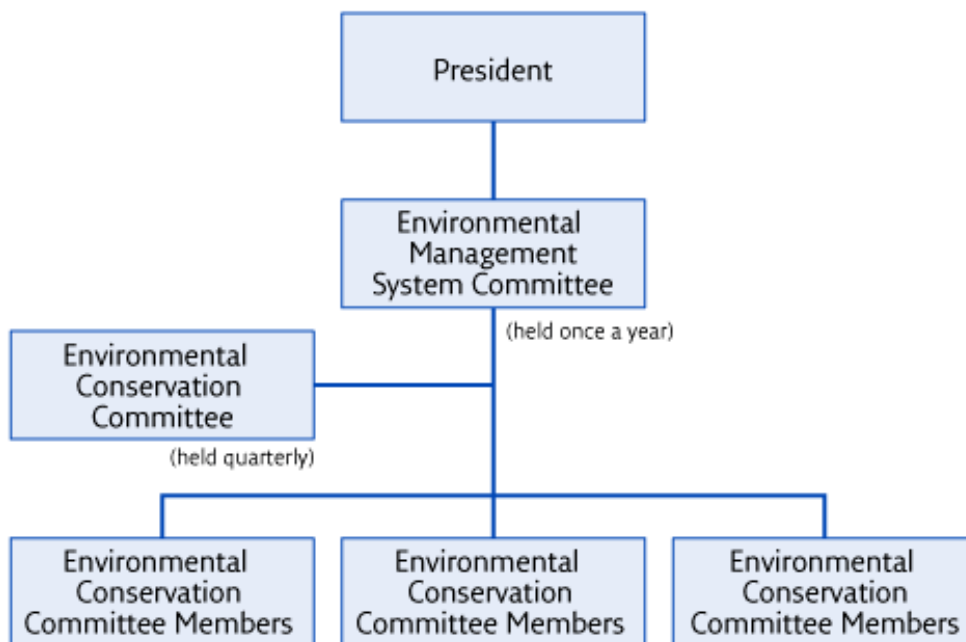 President
Environmental
Management
System Committee
(held once a year)
Environmental
Conservation
Committee
(held quarterly)
Environmental
Conservation
Committee Members
Environmental
Conservation
Committee Members
Environmental
Conservation
Committee Members